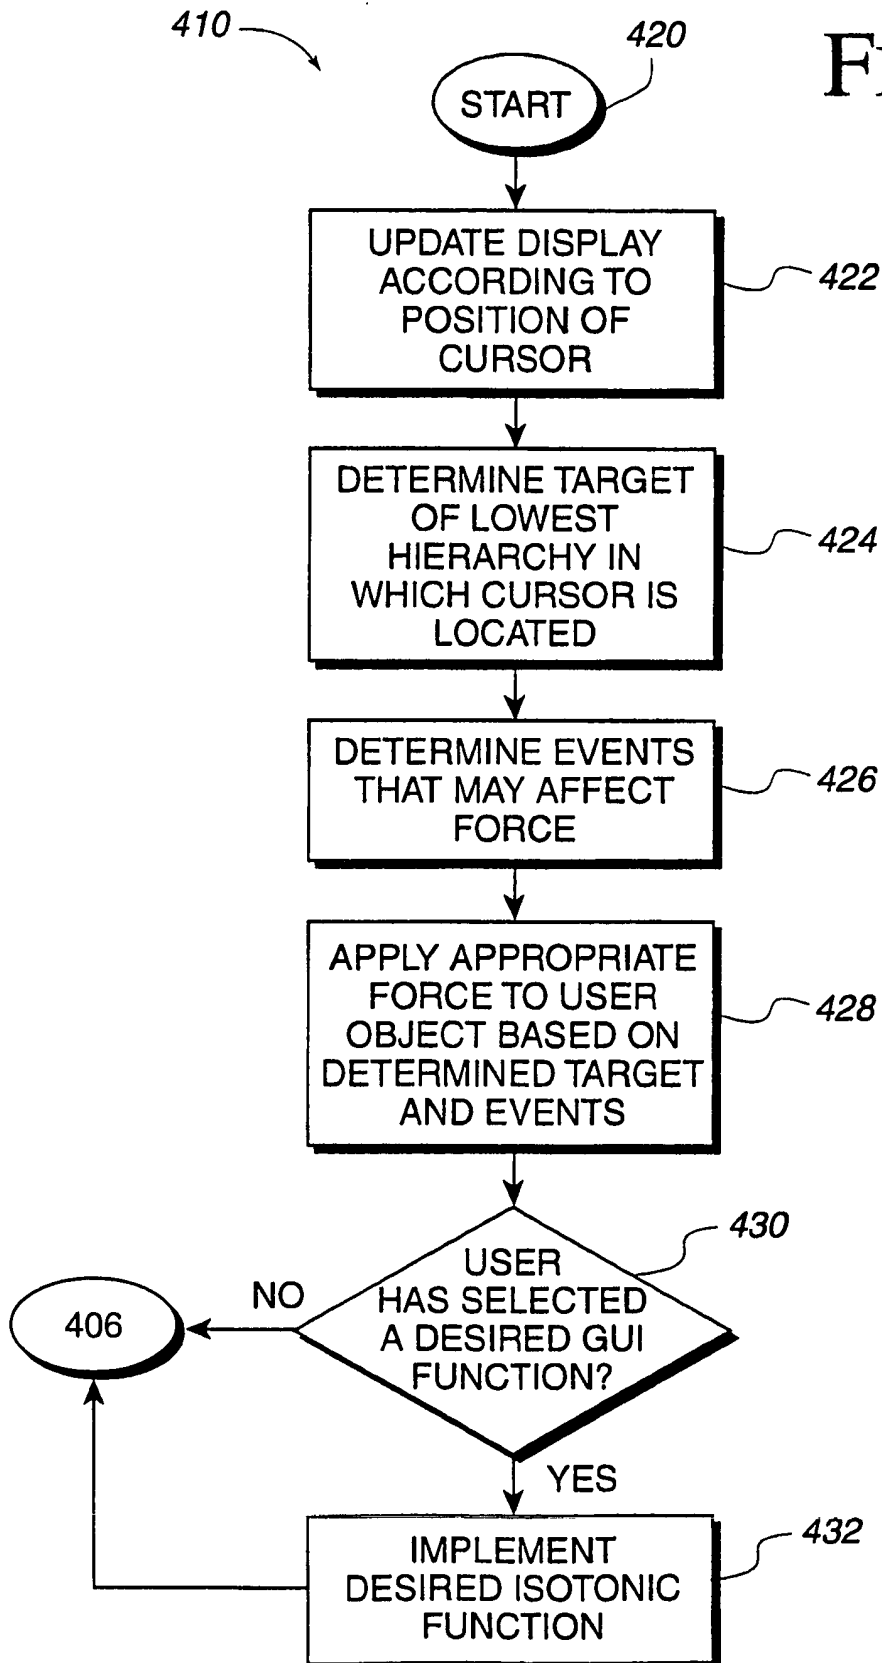 410
420
START
UPDATE DISPLAY
ACCORDING TO
POSITION OF
CURSOR
422
DETERMINE TARGET
OF LOWEST
HIERARCHY IN
WHICH CURSOR IS
LOCATED
424
DETERMINE EVENTS
THAT MAY AFFECT
FORCE
426
APPLY APPROPRIATE
FORCE TO USER
OBJECT BASED ON
DETERMINED TARGET
AND EVENTS
428
430
USER
HAS SELECTED
A DESIRED GUI
FUNCTION?
NO
406
YES
IMPLEMENT
DESIRED ISOTONIC
FUNCTION
432